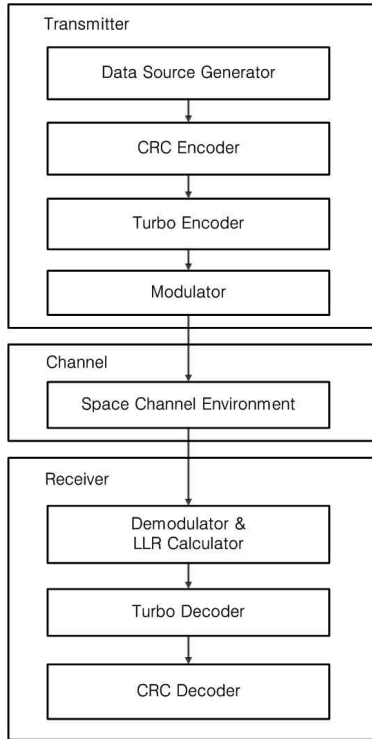 Transmitter
Data Source Generator
CRC Encoder
Turbo Encoder
Modulator
Channel
Space Channel Environment
Receiver
Demodulator &
LLR Calculator
Turbo Decoder
CRC Decoder